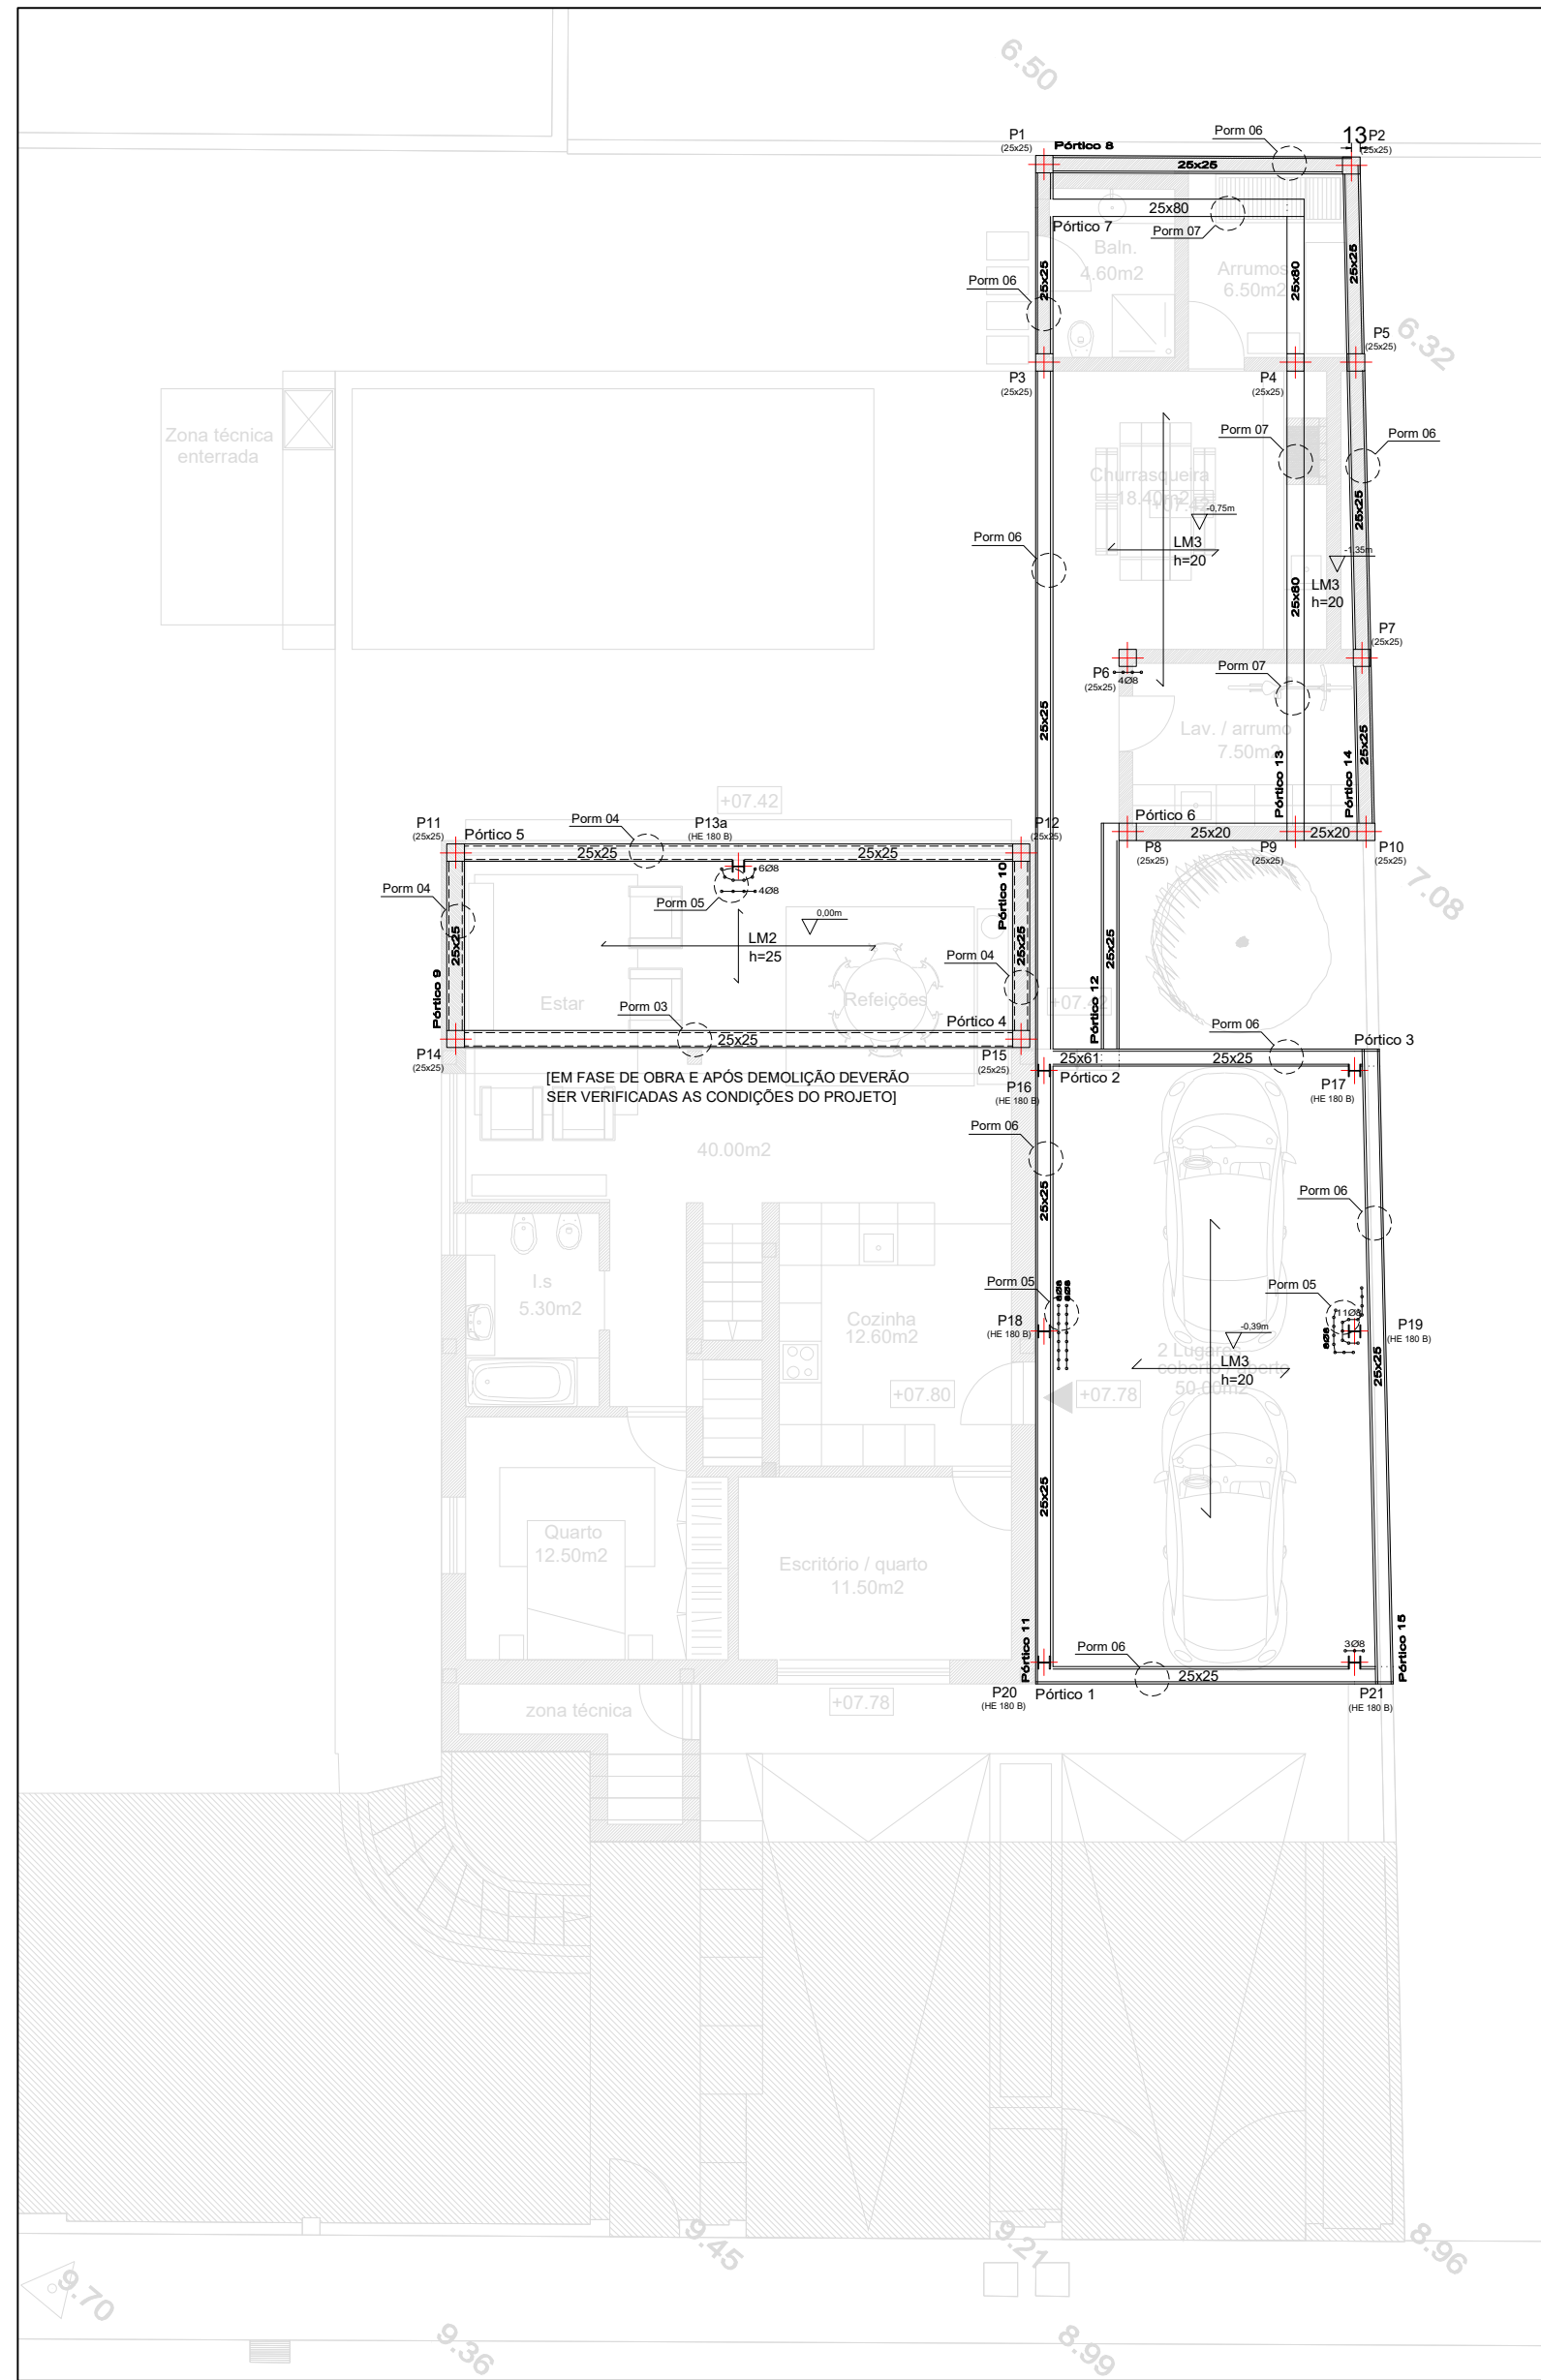 6.50
P1
(25x25)
Pórtico 8
Porm 06
13
P2
(25x25)
25x25
25x80
Pórtico 7
Porm 07
Baln.
4.60m2
Arrumos
6.50m2
25x25
25x80
25x25
Porm 06
P5
(25x25)
6.32
P3
(25x25)
P4
(25x25)
Zona técnica
enterrada
Porm 07
Porm 06
Churrasqueira
18.40m2
+07.42
-0,75m
25x25
Porm 06
LM3
h=20
-1,35m
LM3
h=20
25x80
P7
(25x25)
P6
(25x25)
4Ø8
Porm 07
25x25
Lav. / arrumo
7.50m2
25x25
Pórtico 13
Pórtico 14
+07.42
P11
(25x25)
Pórtico 5
Porm 04
P13a
(HE 180 B)
P12
(25x25)
Pórtico 6
25x20
25x20
25x25
25x25
P8
(25x25)
P9
(25x25)
P10
(25x25)
6Ø8
4Ø8
Porm 04
Porm 05
Pórtico 10
7.08
0,00m
LM2
h=25
25x25
25x25
25x25
Porm 04
Pórtico 9
Estar
Refeições
+07.42
Pórtico 12
Porm 03
Pórtico 4
25x25
Porm 06
Pórtico 3
P14
(25x25)
P15
(25x25)
25x61
25x25
Pórtico 2
P16
(HE 180 B)
P17
(HE 180 B)
[EM FASE DE OBRA E APÓS DEMOLIÇÃO DEVERÃO
SER VERIFICADAS AS CONDIÇÕES DO PROJETO]
Porm 06
40.00m2
25x25
Porm 06
I.s
5.30m2
Porm 05
Porm 05
Cozinha
12.60m2
P18
(HE 180 B)
11Ø8
P19
(HE 180 B)
-0,39m
2 Lugares
50.00m2
LM3
h=20
25x25
+07.80
+07.78
25x25
Quarto
12.50m2
Escritório / quarto
11.50m2
Pórtico 11
Porm 06
3Ø8
Pórtico 15
25x25
P20
(HE 180 B)
Pórtico 1
P21
(HE 180 B)
zona técnica
+07.78
9.45
9.21
8.96
9.70
9.36
8.99